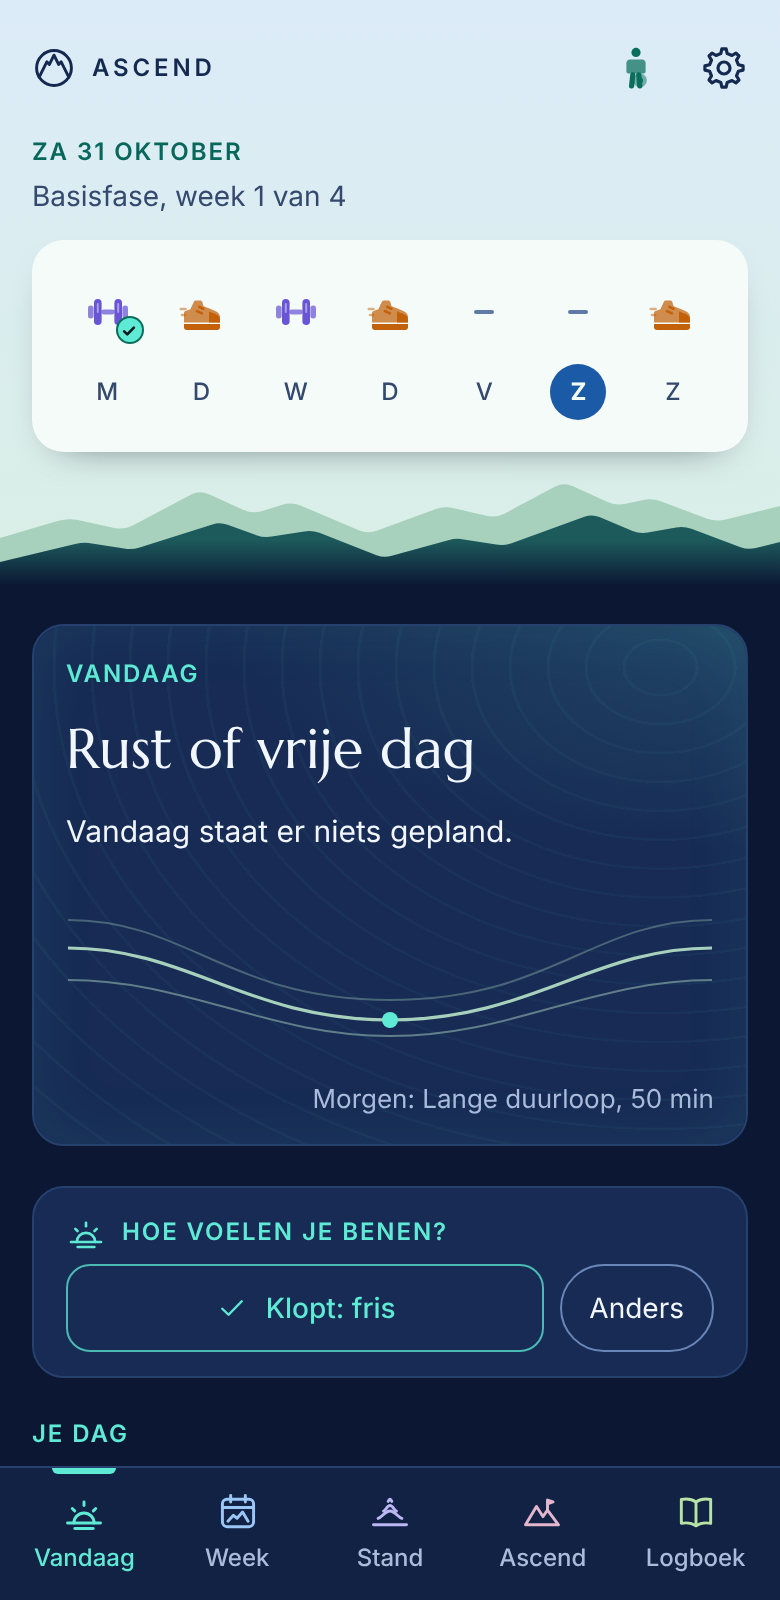 ASCEND
ZA 31 OKTOBER
Basisfase, week 1 van 4
M D W D V Z Z
VANDAAG
Rust of vrije dag
Vandaag staat er niets gepland.
Morgen: Lange duurloop, 50 min
HOE VOELEN JE BENEN?
Klopt: fris Anders
JE DAG
Vandaag Week Stand Ascend Logboek